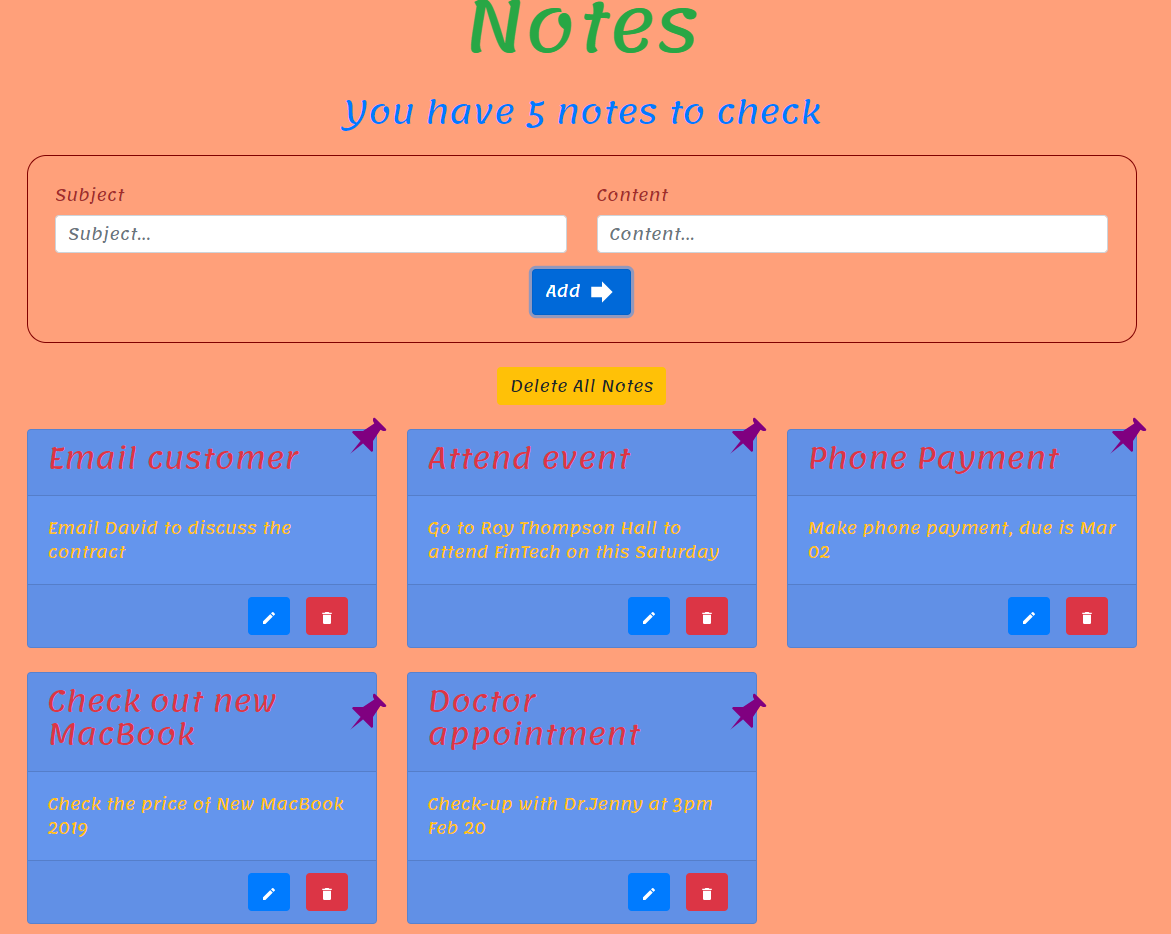 Notes
You have 5 notes to check
Subject
Content
Subject...
Content...
Add
Delete All Notes
Email customer
Email David to discuss the
contract
Attend event
Go to Roy Thompson Hall to
attend FinTech on this Saturday
Phone Payment
Make phone payment, due is Mar
02
Check out new
MacBook
Check the price of New MacBook
2019
Doctor
appointment
Check-up with Dr.Jenny at 3pm
Feb 20